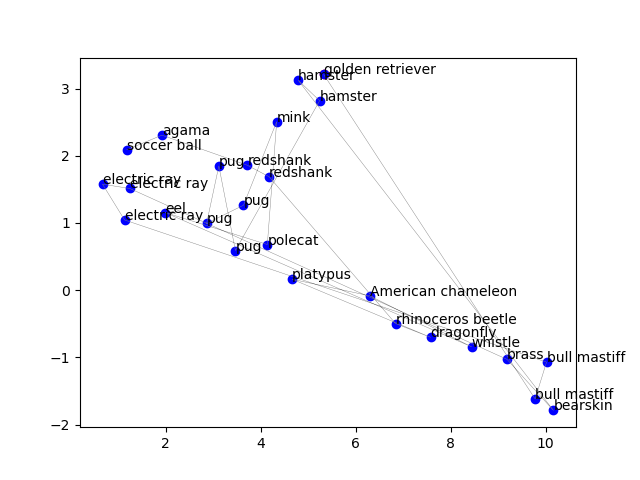 golden retriever
hamster
hamster
mink
agama
soccer ball
pug
redshank
redshank
electric ray
electric ray
pug
eel
electric ray
pug
polecat
pug
platypus
American chameleon
rhinoceros beetle
dragonfly
whistle
brass
bull mastiff
bull mastiff
bearskin
3
2
1
0
−1
−2
2
4
6
8
10